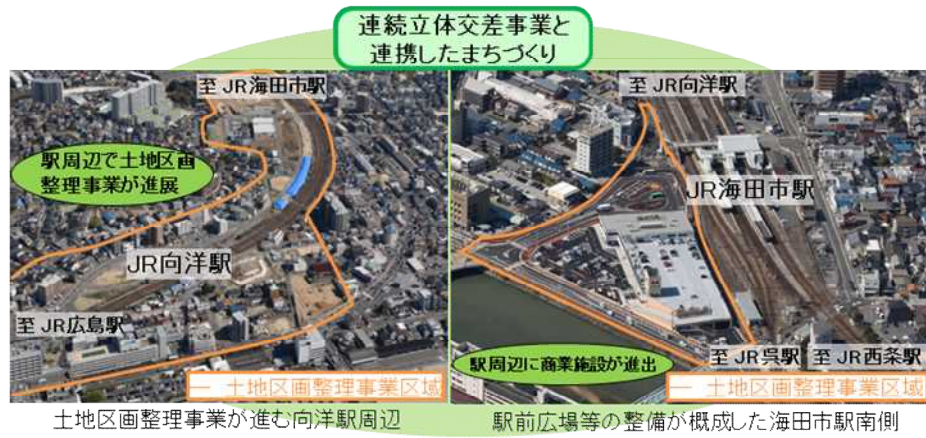 連続立体交差事業と
連携したまちづくり
至 JR海田市駅
駅周辺で土地区画
整理事業が進展
JR向洋駅
至 JR広島駅
土地区画整理事業区域
土地区画整理事業が進む向洋駅周辺
至 JR向洋駅
JR海田市駅
駅周辺に商業施設が進出
至 JR呉駅
至 JR西条駅
土地区画整理事業区域
駅前広場等の整備が概成した海田市駅南側